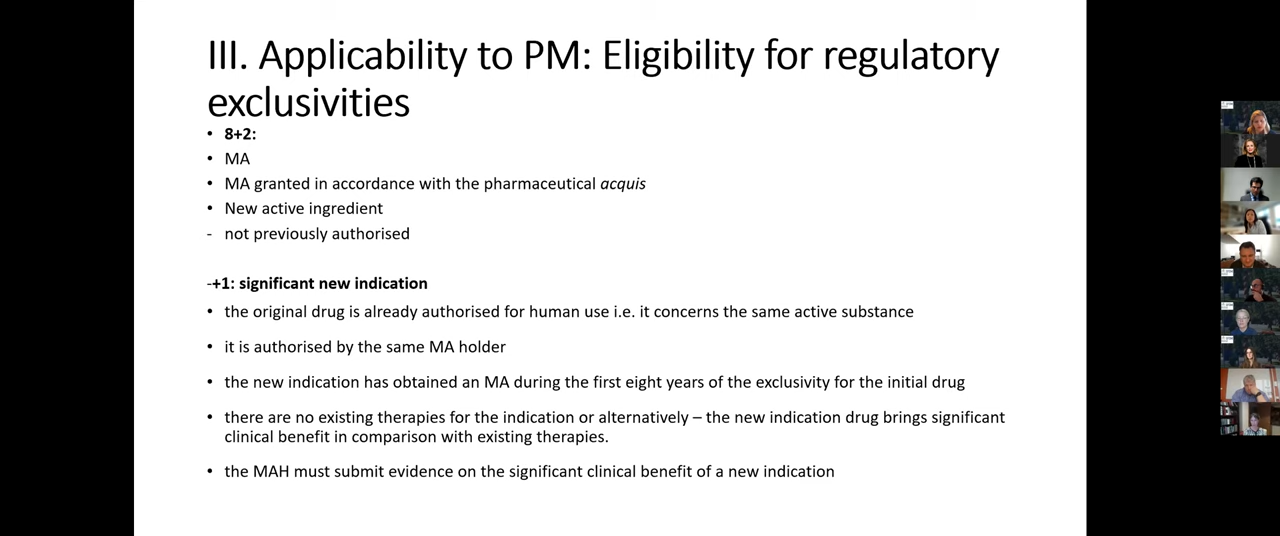 III. Applicability to PM: Eligibility for regulatory
exclusivities
• 8+2:
• MA
• MA granted in accordance with the pharmaceutical acquis
• New active ingredient
- not previously authorised
-+1: significant new indication
• the original drug is already authorised for human use i.e. it concerns the same active substance
• it is authorised by the same MA holder
• the new indication has obtained an MA during the first eight years of the exclusivity for the initial drug
• there are no existing therapies for the indication or alternatively – the new indication drug brings significant
clinical benefit in comparison with existing therapies.
• the MAH must submit evidence on the significant clinical benefit of a new indication